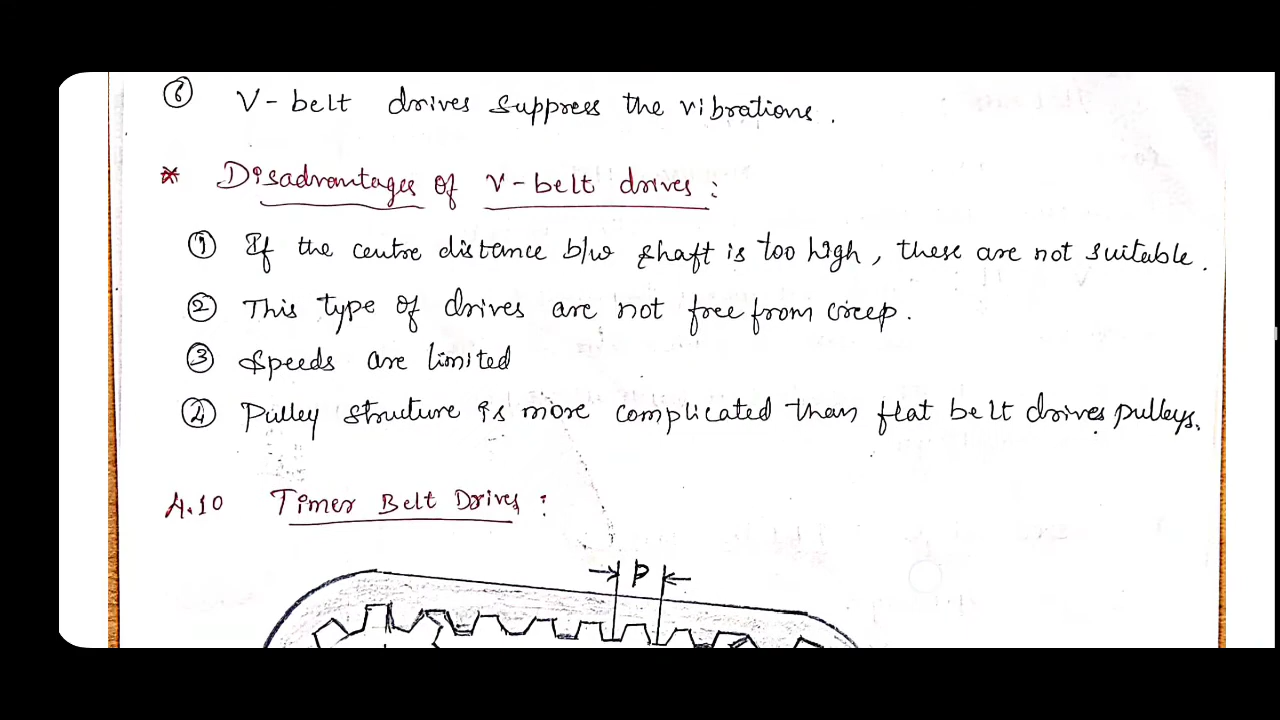 ⑥ V-belt drives suppress the vibrations.
* Disadvantages of V-belt drives:
① If the centre distance b/w shaft is too high, these are not suitable.
② This type of drives are not free from creep.
③ Speeds are limited
④ Pulley structure is more complicated than flat belt drives pulleys.
A.10 Timer Belt Drives:
P